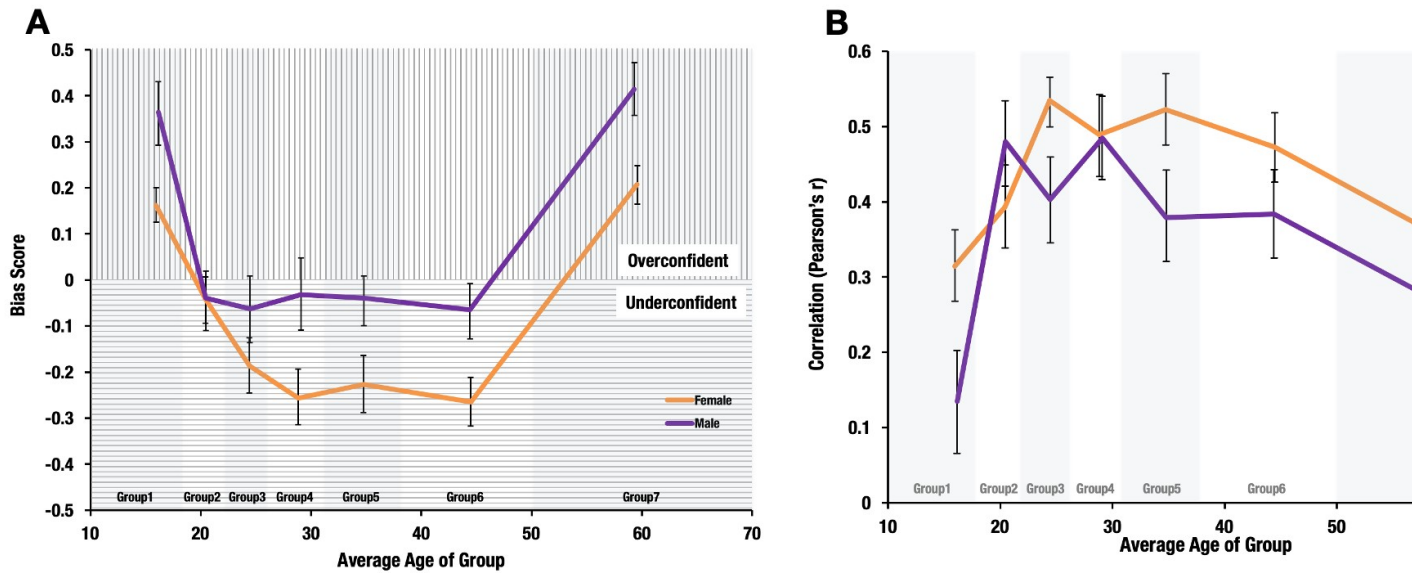 A
0.5
0.4
0.3
0.2
0.1
0
-0.1
-0.2
-0.3
-0.4
-0.5
Bias Score
Overconfident
Underconfident
Female
Male
Group1 Group2 Group3 Group4 Group5 Group6 Group7
10 20 30 40 50 60 70
Average Age of Group
B
0.6
0.5
0.4
0.3
0.2
0.1
0
Correlation (Pearson's r)
Group1 Group2 Group3 Group4 Group5 Group6
10 20 30 40 50
Average Age of Group